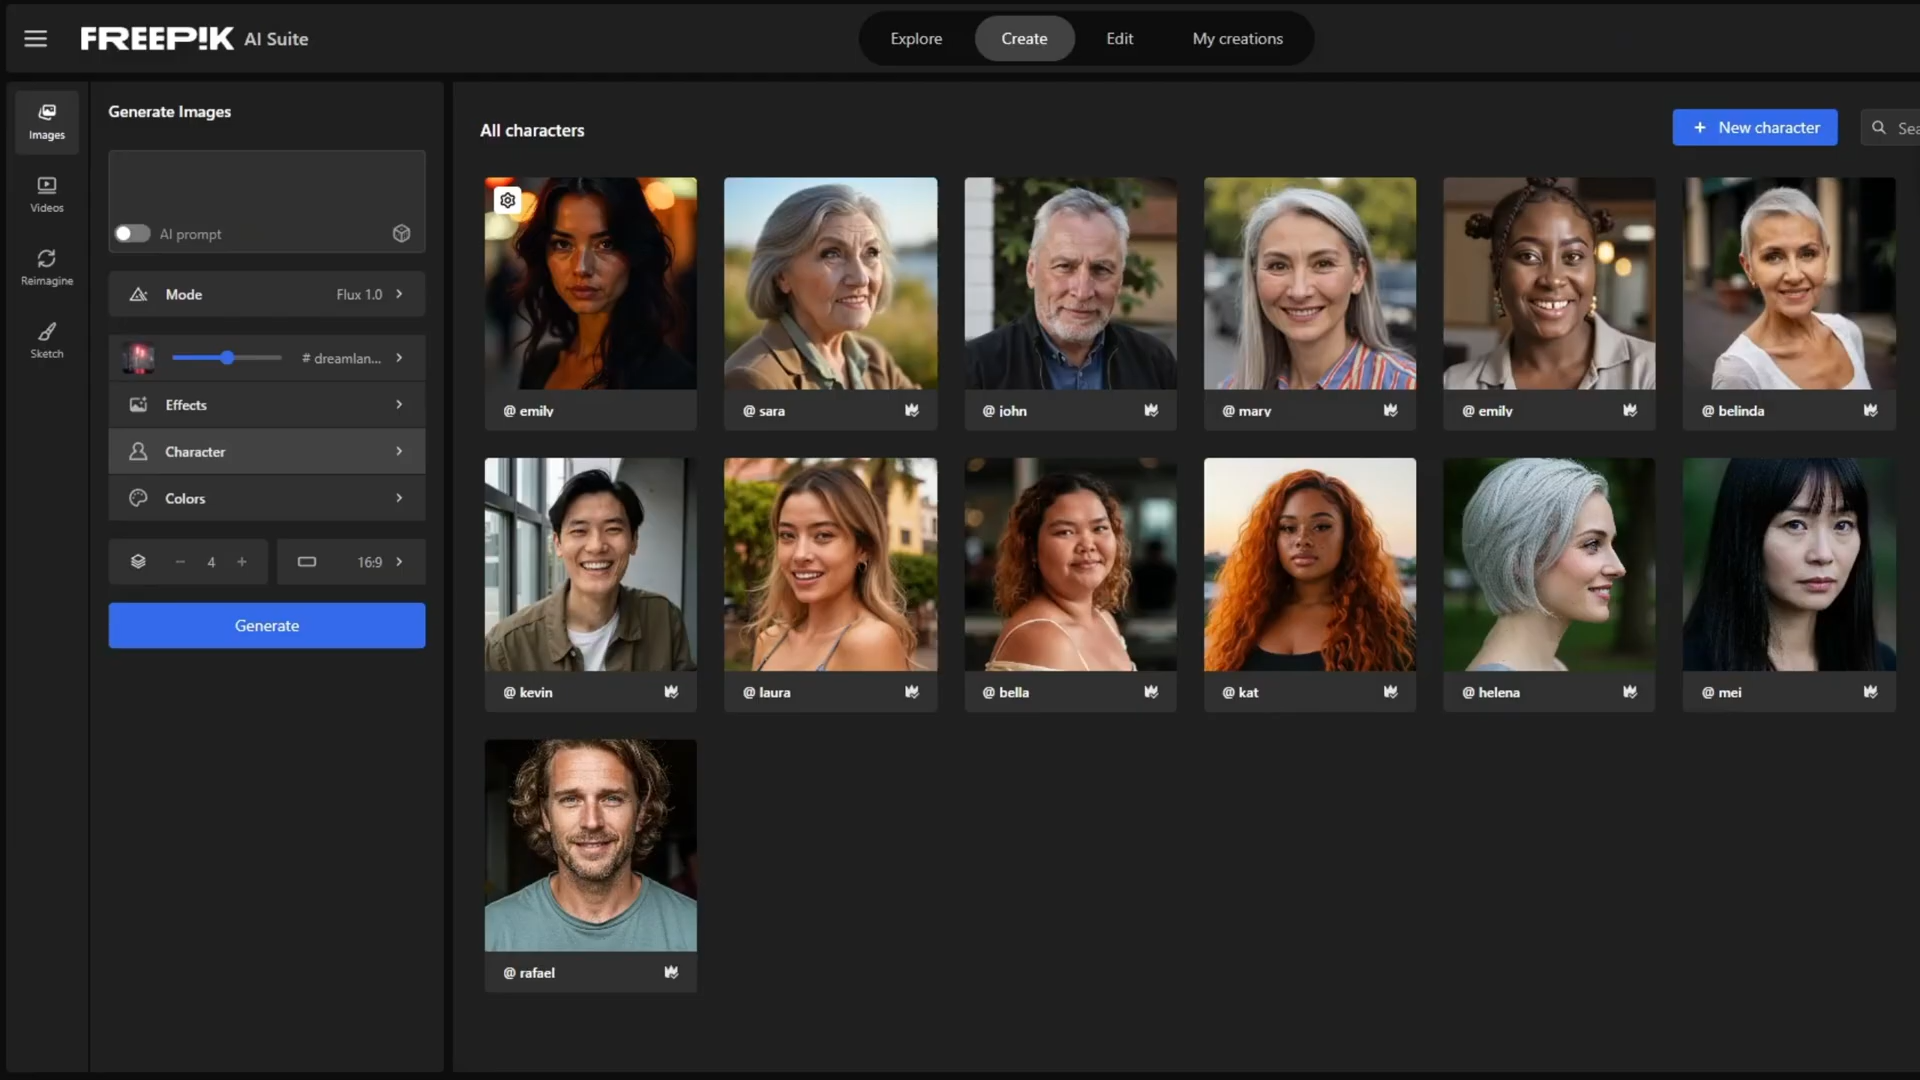 FREEP!K AI Suite
Explore
Create
Edit
My creations
Images
Videos
Reimagine
Sketch
Generate Images
AI prompt
Mode
Flux 1.0
# dreamlan...
Effects
Character
Colors
4
16:9
Generate
All characters
+ New character
Sea
@ emily
@ sara
@ john
@ mary
@ emily
@ belinda
@ kevin
@ laura
@ bella
@ kat
@ helena
@ mei
@ rafael